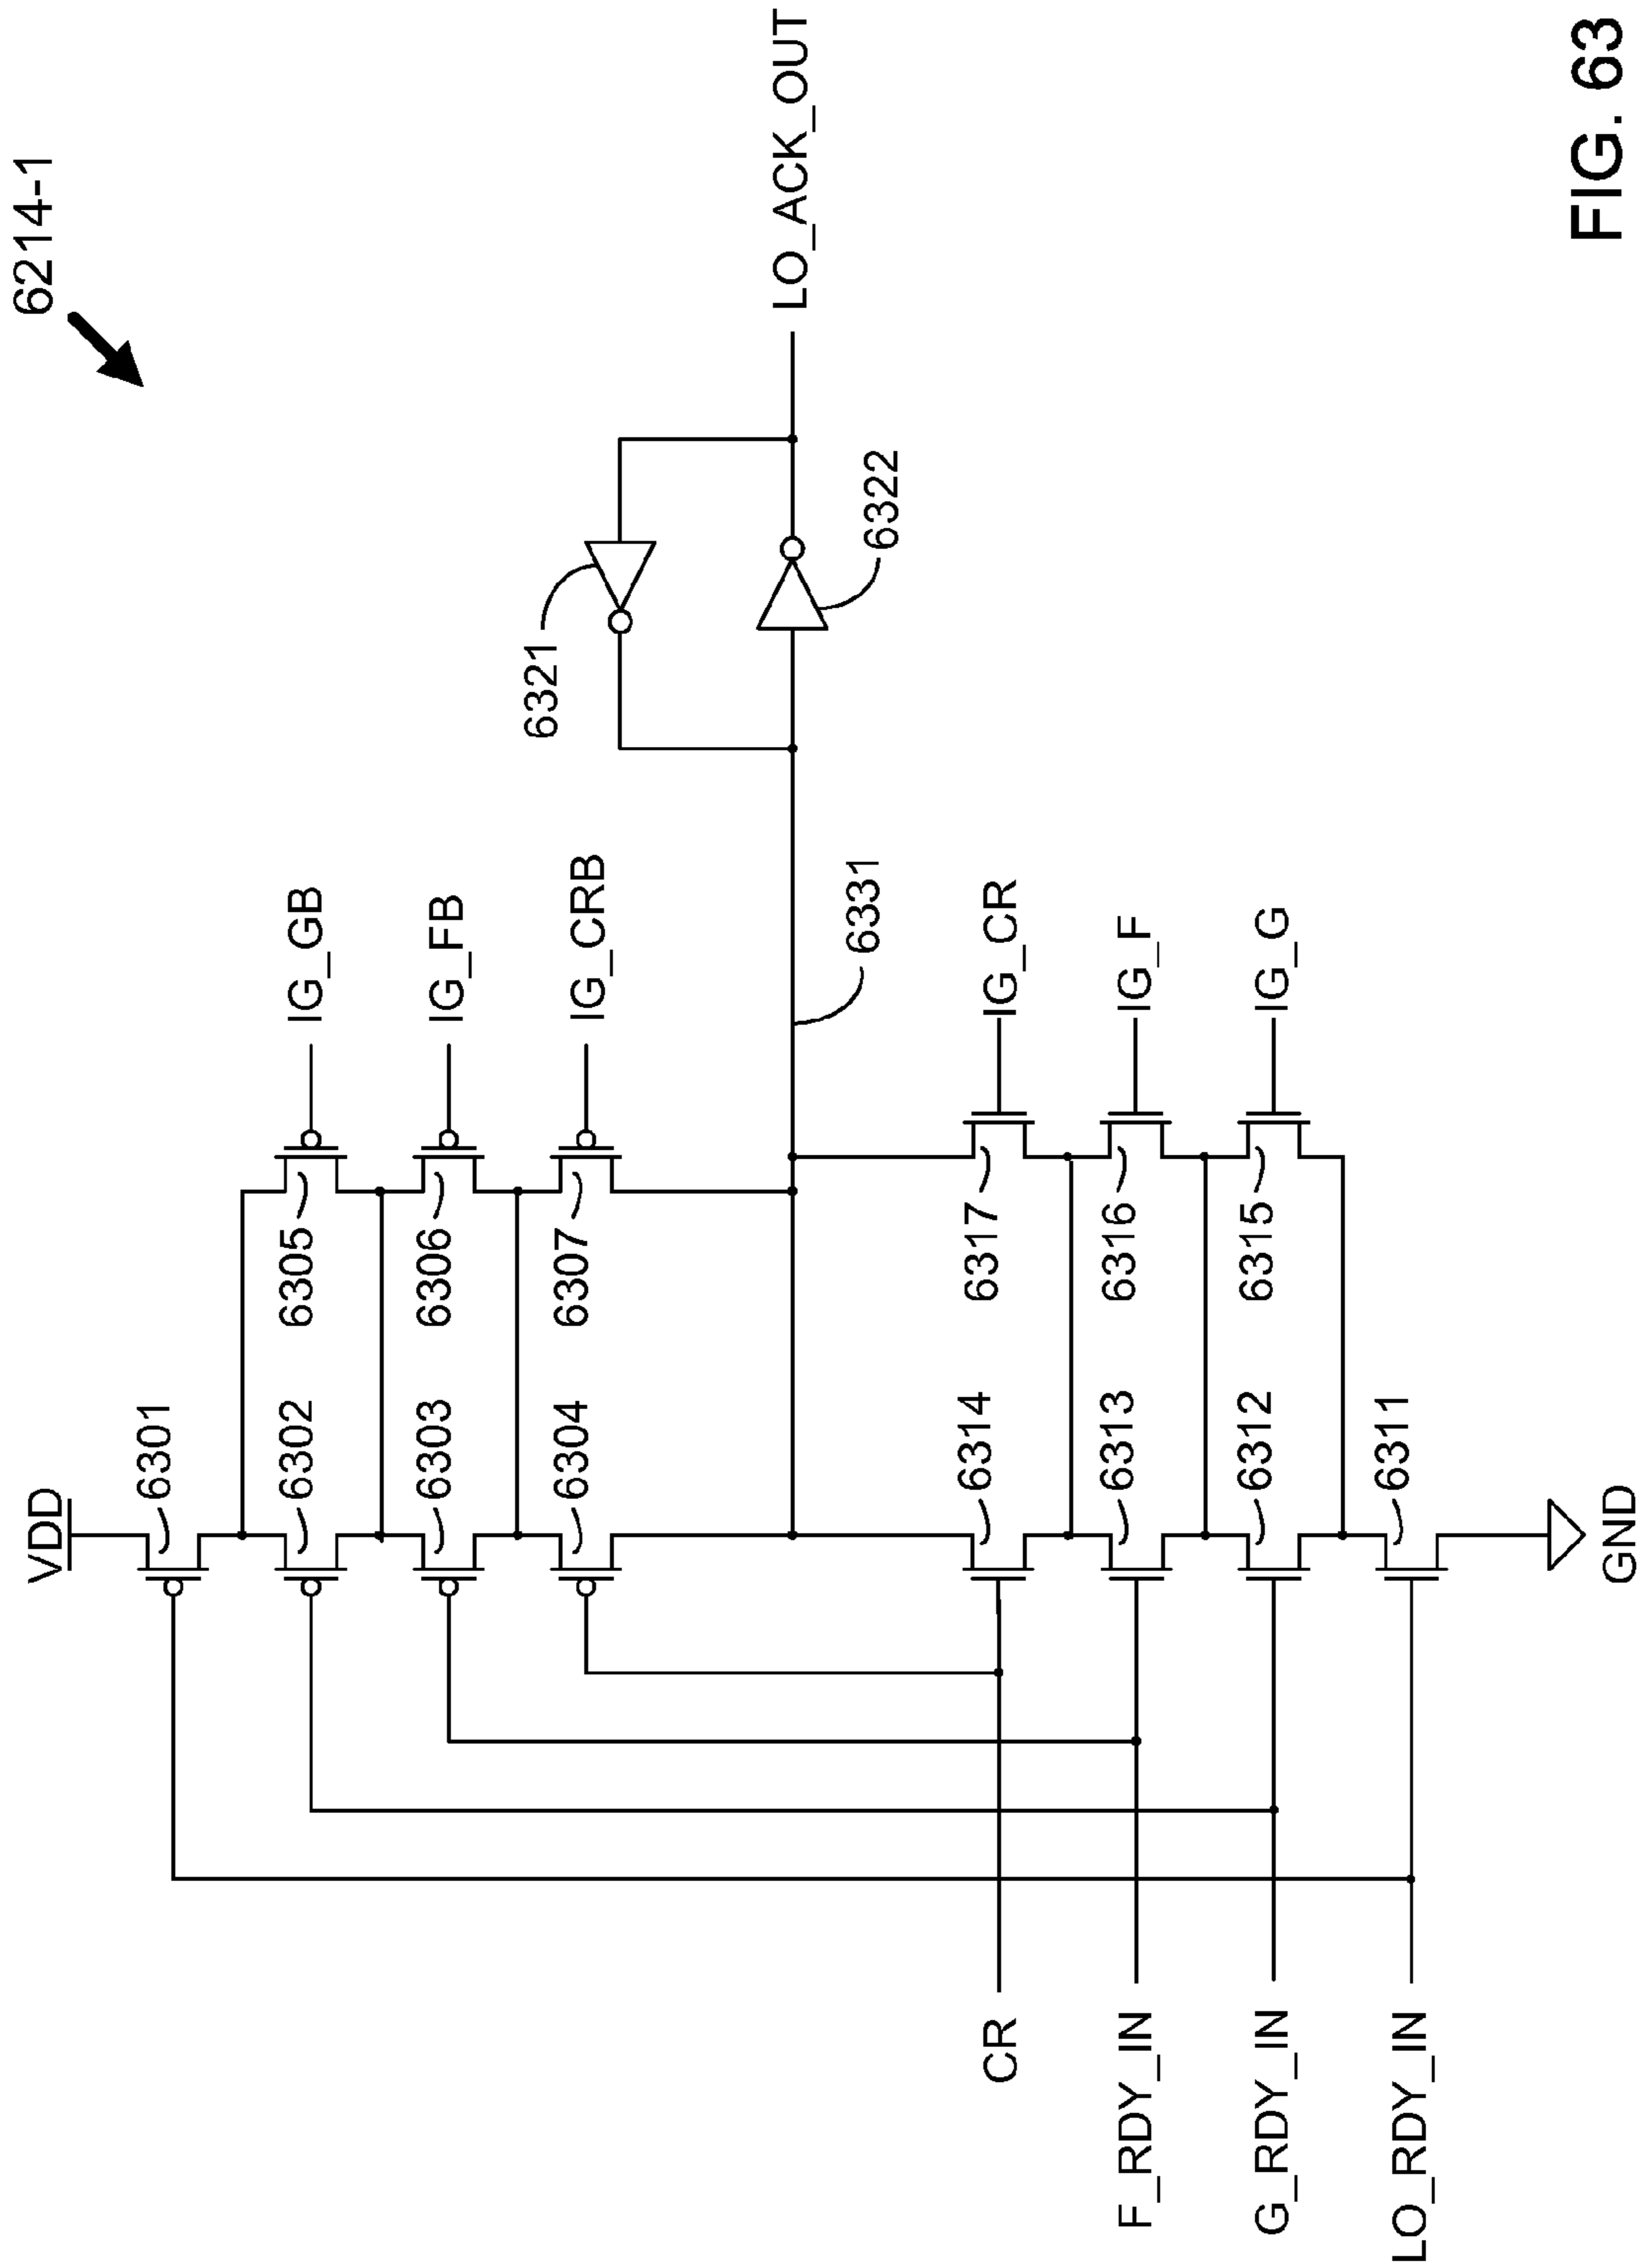 6214-1
VDD
6301
6302
6303
6304
6305
6306
6307
IG_GB
IG_FB
IG_CRB
6321
6322
LO_ACK_OUT
6331
6314
6313
6312
6311
6317
6316
6315
IG_CR
IG_F
IG_G
CR
F_RDY_IN
G_RDY_IN
LO_RDY_IN
GND
FIG. 63